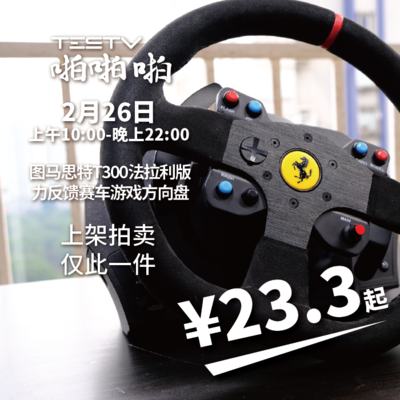 TESTV
啪啪啪
2月26日
上午10:00-晚上22:00
图马思特T300法拉利版
力反馈赛车游戏方向盘
上架拍卖
仅此一件
¥23.3起